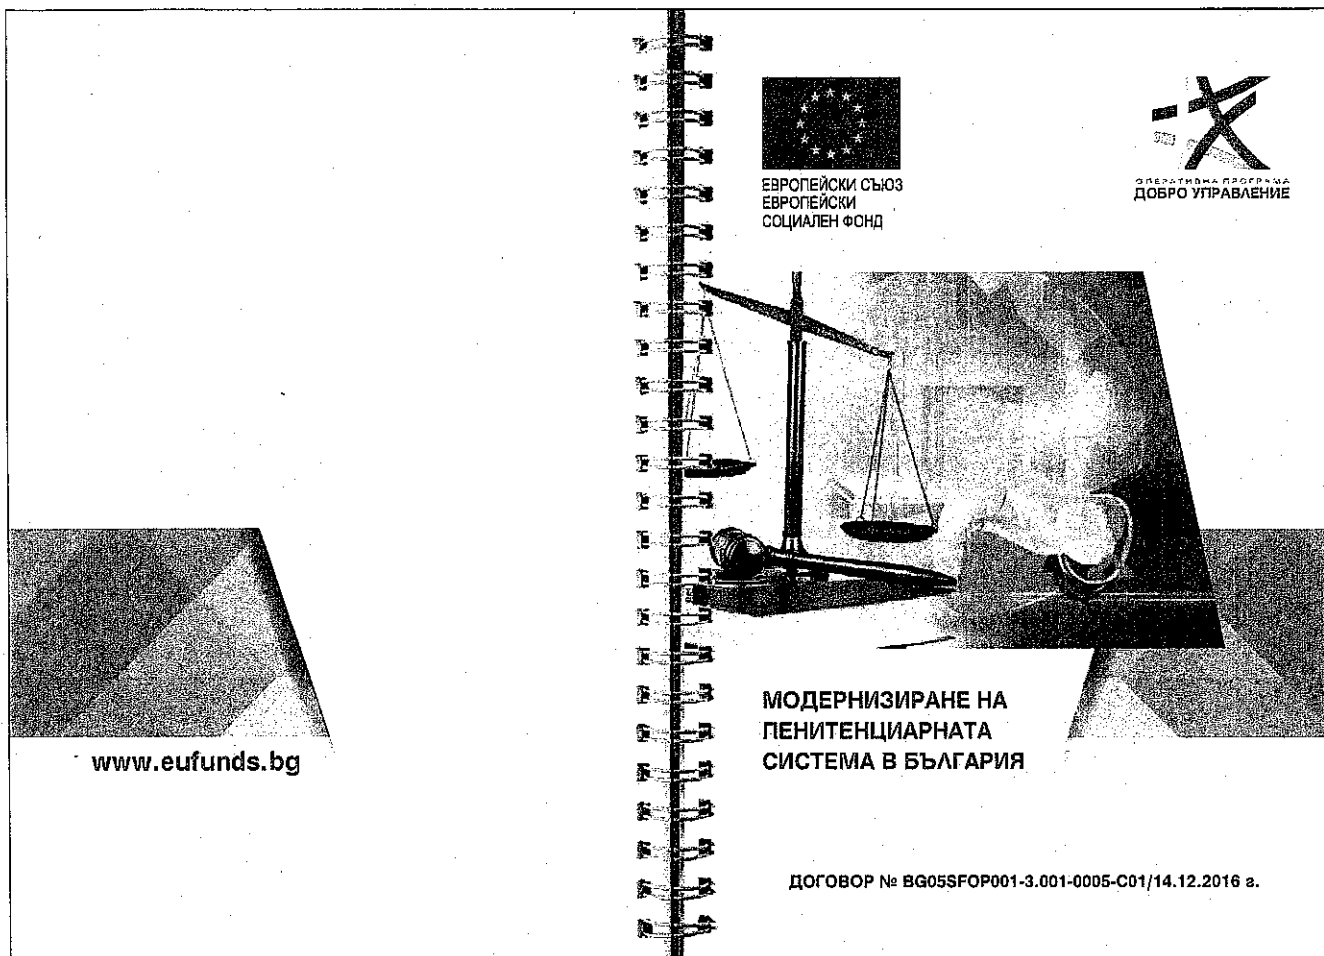 www.eufunds.bg
ЕВРОПЕЙСКИ СЪЮЗ
ЕВРОПЕЙСКИ
СОЦИАЛЕН ФОНД
ОПЕРАТИВНА ПРОГРАМА
ДОБРО УПРАВЛЕНИЕ
МОДЕРНИЗИРАНЕ НА
ПЕНИТЕНЦИАРНАТА
СИСТЕМА В БЪЛГАРИЯ
ДОГОВОР № BG05SFOP001-3.001-0005-C01/14.12.2016 г.